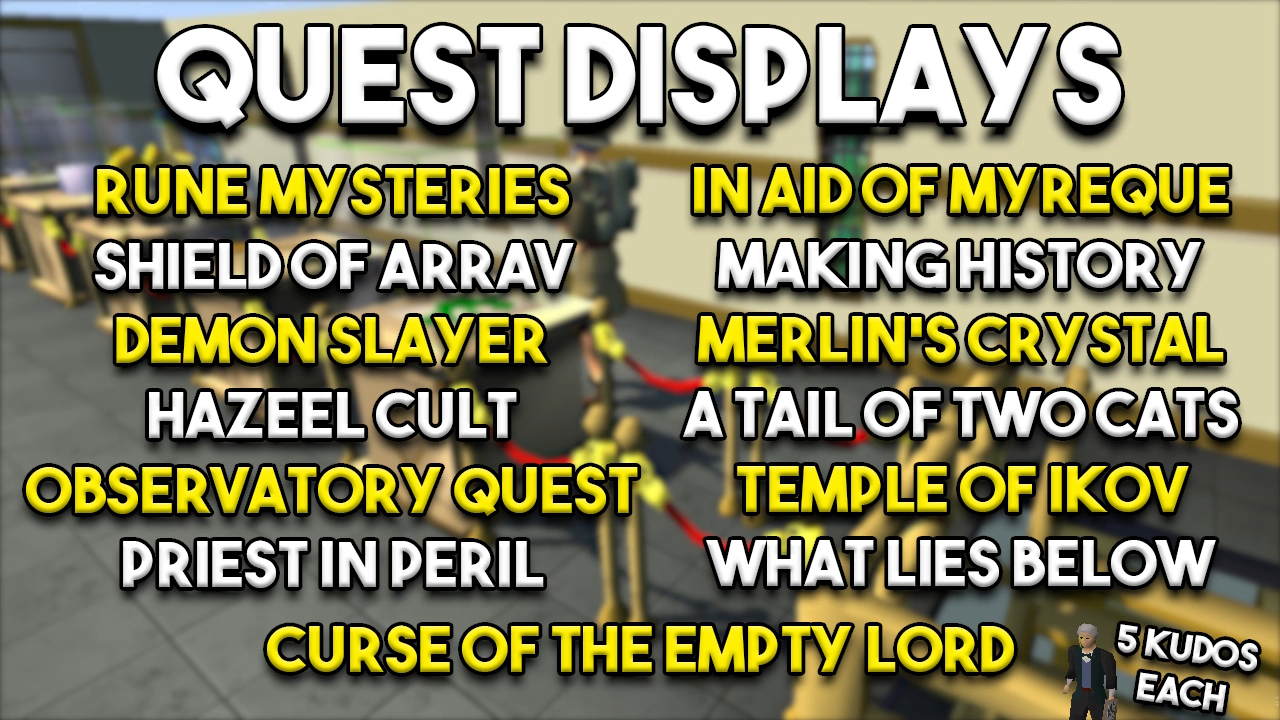 QUEST DISPLAYS
RUNE MYSTERIES
SHIELD OF ARRAV
DEMON SLAYER
HAZEEL CULT
OBSERVATORY QUEST
PRIEST IN PERIL
IN AID OF MYREQUE
MAKING HISTORY
MERLIN'S CRYSTAL
A TAIL OF TWO CATS
TEMPLE OF IKOV
WHAT LIES BELOW
CURSE OF THE EMPTY LORD
5 KUDOS
EACH